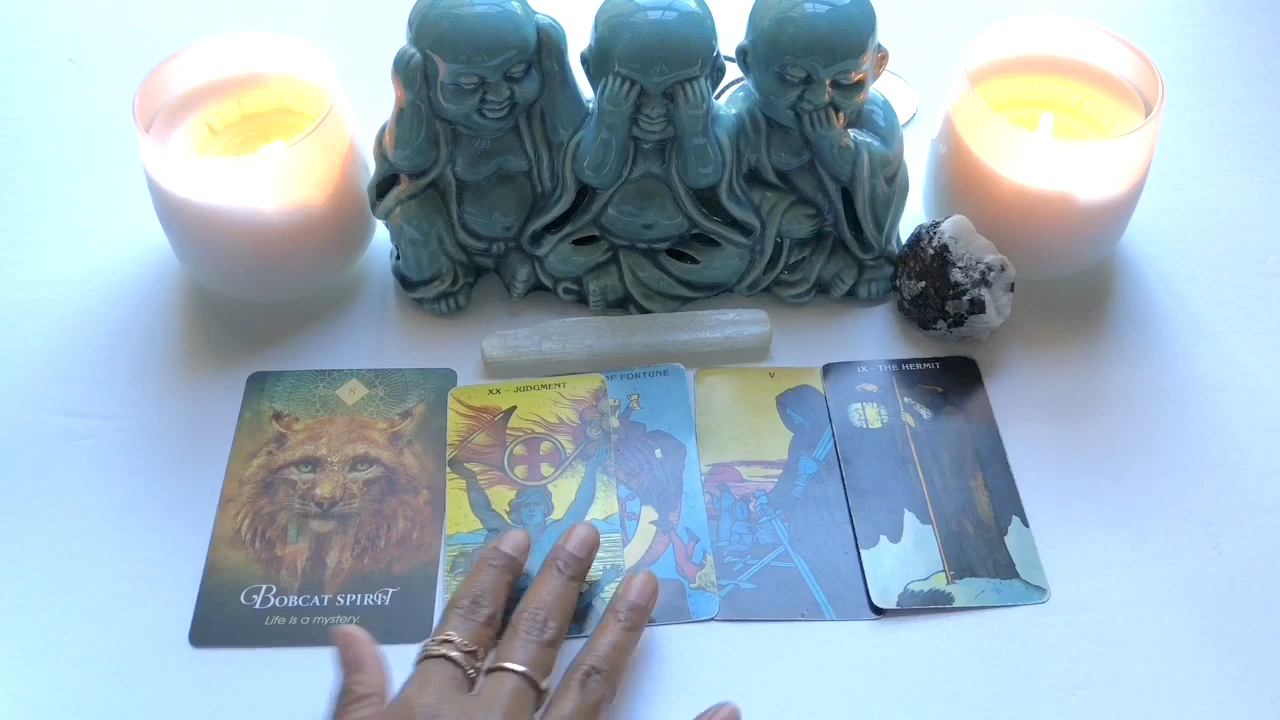 8
BOBCAT SPIRIT
Life is a mystery.
XX - JUDGMENT
OF FORTUNE
V
IX - THE HERMIT